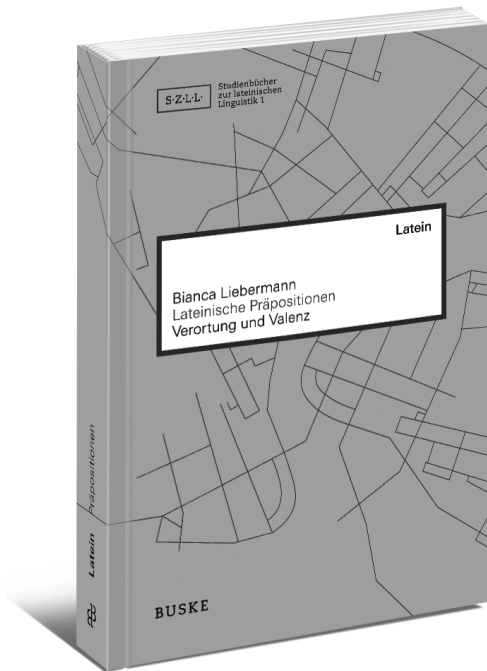 S·Z·L·L·
Studienbücher
zur lateinischen
Linguistik 1
Latein
Bianca Liebermann
Lateinische Präpositionen
Verortung und Valenz
BUSKE
Latein Präpositionen